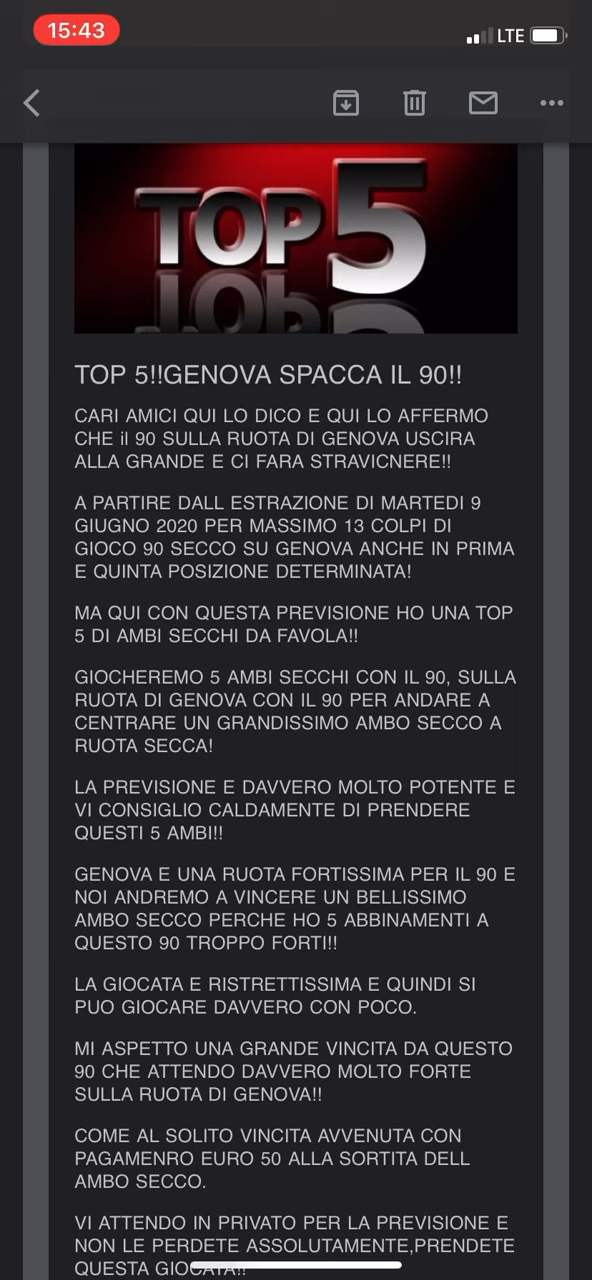 15:43
LTE
TOP 5
TOP 5!!GENOVA SPACCA IL 90!!
CARI AMICI QUI LO DICO E QUI LO AFFERMO
CHE il 90 SULLA RUOTA DI GENOVA USCIRA
ALLA GRANDE E CI FARA STRAVICNERE!!
A PARTIRE DALL ESTRAZIONE DI MARTEDI 9
GIUGNO 2020 PER MASSIMO 13 COLPI DI
GIOCO 90 SECCO SU GENOVA ANCHE IN PRIMA
E QUINTA POSIZIONE DETERMINATA!
MA QUI CON QUESTA PREVISIONE HO UNA TOP
5 DI AMBI SECCHI DA FAVOLA!!
GIOCHEREMO 5 AMBI SECCHI CON IL 90, SULLA
RUOTA DI GENOVA CON IL 90 PER ANDARE A
CENTRARE UN GRANDISSIMO AMBO SECCO A
RUOTA SECCA!
LA PREVISIONE E DAVVERO MOLTO POTENTE E
VI CONSIGLIO CALDAMENTE DI PRENDERE
QUESTI 5 AMBI!!
GENOVA E UNA RUOTA FORTISSIMA PER IL 90 E
NOI ANDREMO A VINCERE UN BELLISSIMO
AMBO SECCO PERCHE HO 5 ABBINAMENTI A
QUESTO 90 TROPPO FORTI!!
LA GIOCATA E RISTRETTISSIMA E QUINDI SI
PUO GIOCARE DAVVERO CON POCO.
MI ASPETTO UNA GRANDE VINCITA DA QUESTO
90 CHE ATTENDO DAVVERO MOLTO FORTE
SULLA RUOTA DI GENOVA!!
COME AL SOLITO VINCITA AVVENUTA CON
PAGAMENRO EURO 50 ALLA SORTITA DELL
AMBO SECCO.
VI ATTENDO IN PRIVATO PER LA PREVISIONE E
NON LE PERDETE ASSOLUTAMENTE,PRENDETE
QUESTA GIOCATA!!